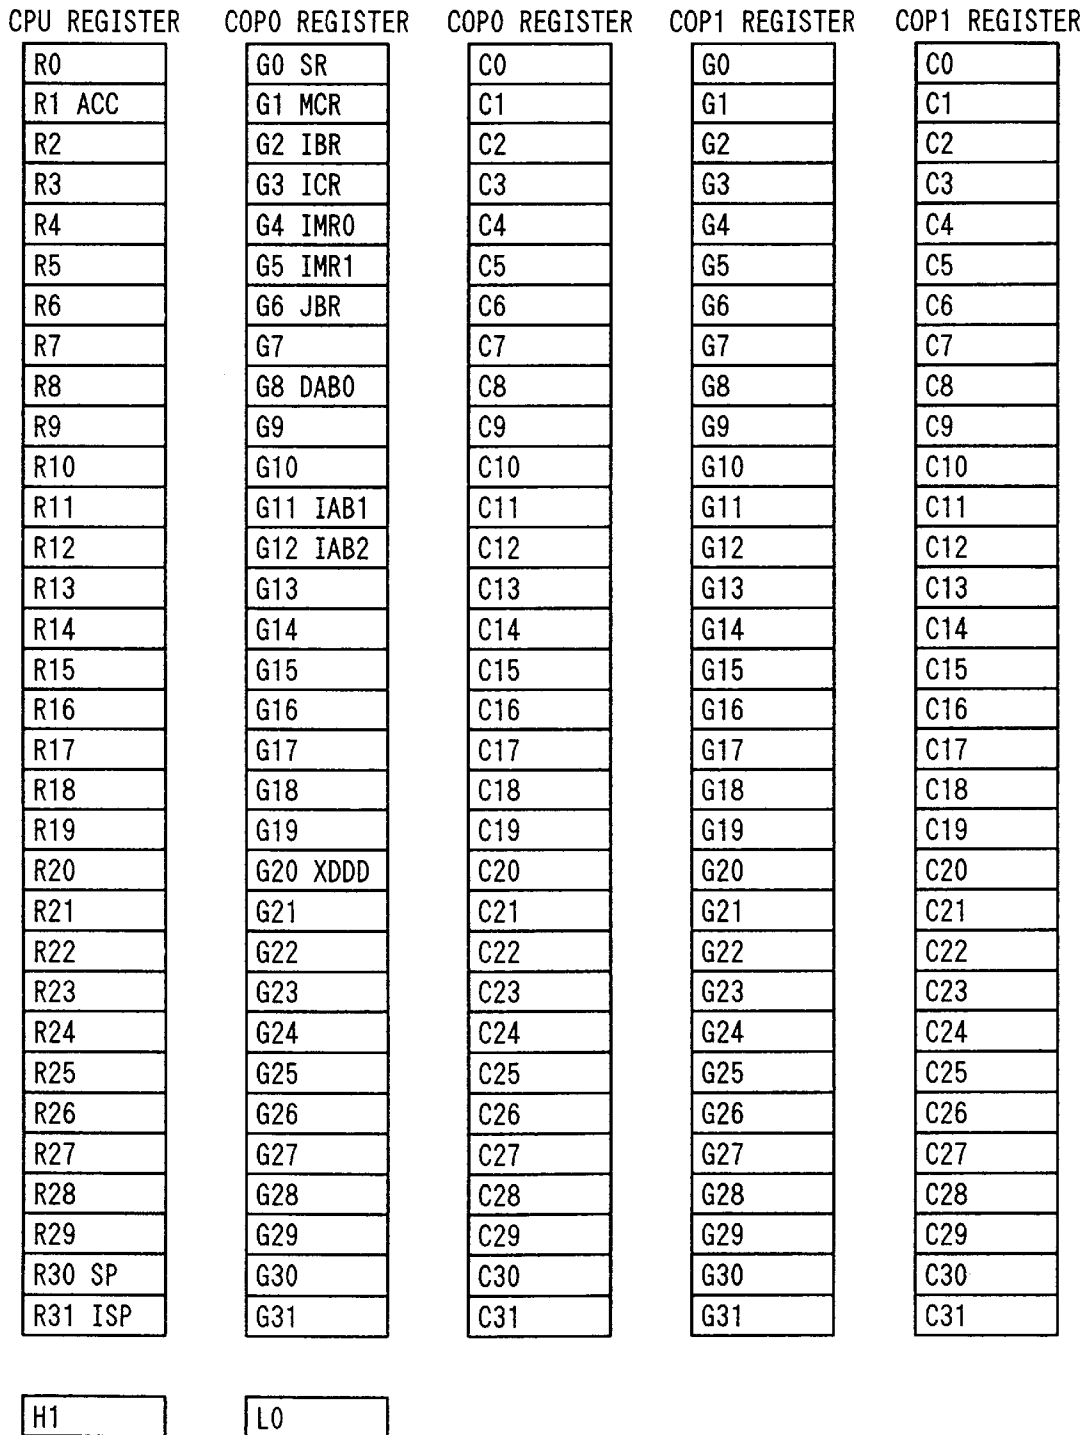 CPU REGISTER COP0 REGISTER COP0 REGISTER COP1 REGISTER COP1 REGISTER
R0 G0 SR C0 G0 C0
R1 ACC G1 MCR C1 G1 C1
R2 G2 IBR C2 G2 C2
R3 G3 ICR C3 G3 C3
R4 G4 IMR0 C4 G4 C4
R5 G5 IMR1 C5 G5 C5
R6 G6 JBR C6 G6 C6
R7 G7 C7 G7 C7
R8 G8 DAB0 C8 G8 C8
R9 G9 C9 G9 C9
R10 G10 C10 G10 C10
R11 G11 IAB1 C11 G11 C11
R12 G12 IAB2 C12 G12 C12
R13 G13 C13 G13 C13
R14 G14 C14 G14 C14
R15 G15 C15 G15 C15
R16 G16 C16 G16 C16
R17 G17 C17 G17 C17
R18 G18 C18 G18 C18
R19 G19 C19 G19 C19
R20 G20 XDDD C20 G20 C20
R21 G21 C21 G21 C21
R22 G22 C22 G22 C22
R23 G23 C23 G23 C23
R24 G24 C24 G24 C24
R25 G25 C25 G25 C25
R26 G26 C26 G26 C26
R27 G27 C27 G27 C27
R28 G28 C28 G28 C28
R29 G29 C29 G29 C29
R30 SP G30 C30 G30 C30
R31 ISP G31 C31 G31 C31
H1 L0